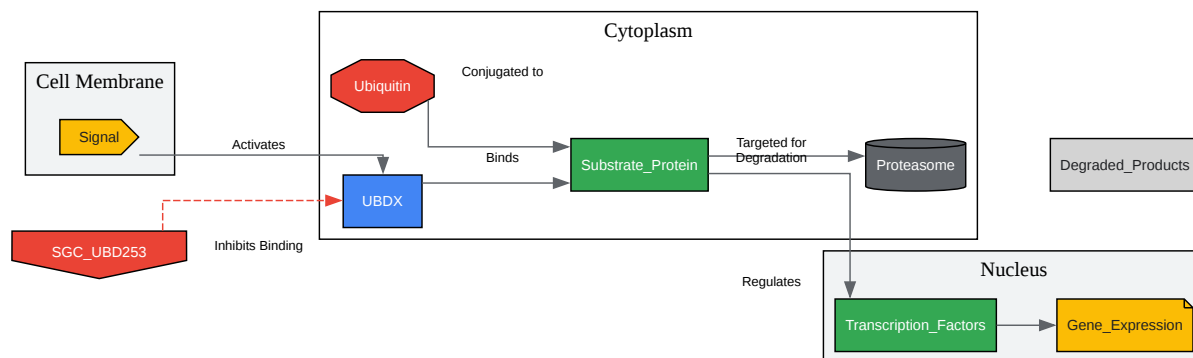 Cytoplasm
Cell Membrane
Ubiquitin
Conjugated to
Signal
Activates
Binds
Substrate_Protein
Targeted for
Degradation
Proteasome
Degraded_Products
UBDX
SGC_UBD253
Inhibits Binding
Nucleus
Regulates
Transcription_Factors
Gene_Expression